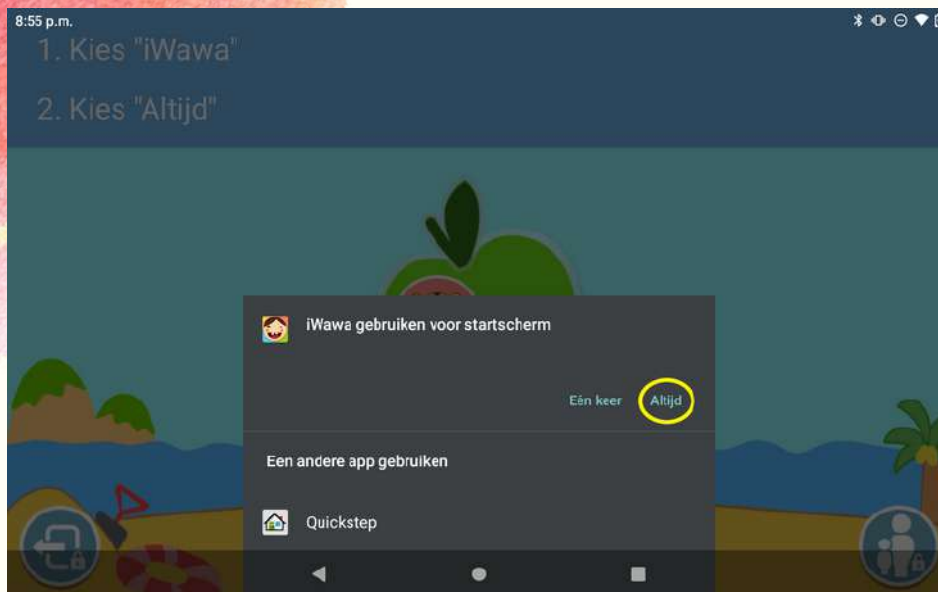 8:55 p.m.
1. Kies "iWawa"
2. Kies "Altijd"
iWawa gebruiken voor startscherm
Eén keer Altijd
Een andere app gebruiken
Quickstep